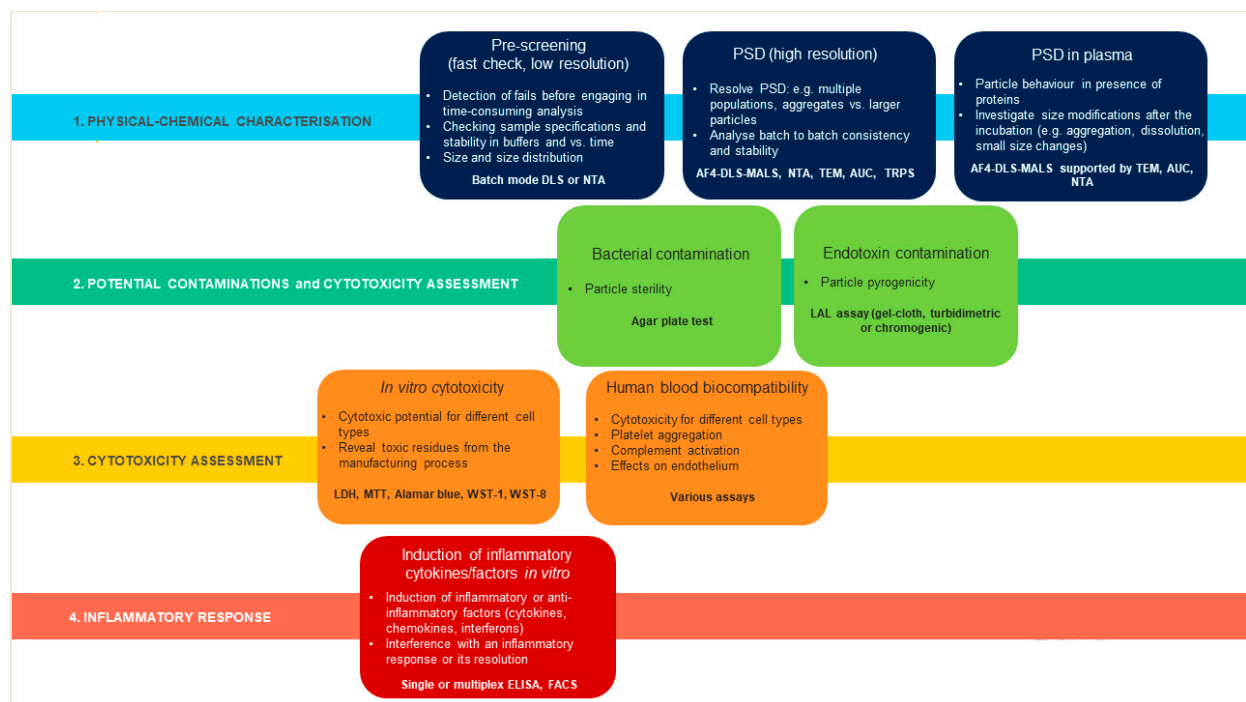 Pre-screening
(fast check, low resolution)
• Detection of fails before engaging in
time-consuming analysis
• Checking sample specifications and
stability in buffers and vs. time
• Size and size distribution
Batch mode DLS or NTA
PSD (high resolution)
• Resolve PSD: e.g. multiple
populations, aggregates vs. larger
particles
• Analyse batch to batch consistency
and stability
AF4-DLS-MALS, NTA, TEM, AUC, TRPS
PSD in plasma
• Particle behaviour in presence of
proteins
• Investigate size modifications after the
incubation (e.g. aggregation, dissolution,
small size changes)
AF4-DLS-MALS supported by TEM, AUC,
NTA
1. PHYSICAL-CHEMICAL CHARACTERISATION
Bacterial contamination
• Particle sterility
Agar plate test
Endotoxin contamination
• Particle pyrogenicity
LAL assay (gel-cloth, turbidimetric
or chromogenic)
2. POTENTIAL CONTAMINATIONS and CYTOTOXICITY ASSESSMENT
In vitro cytotoxicity
• Cytotoxic potential for different cell
types
• Reveal toxic residues from the
manufacturing process
LDH, MTT, Alamar blue, WST-1, WST-8
Human blood biocompatibility
• Cytotoxicity for different cell types
• Platelet aggregation
• Complement activation
• Effects on endothelium
Various assays
3. CYTOTOXICITY ASSESSMENT
Induction of inflammatory
cytokines/factors in vitro
• Induction of inflammatory or anti-
inflammatory factors (cytokines,
chemokines, interferons)
• Interference with an inflammatory
response or its resolution
Single or multiplex ELISA, FACS
4. INFLAMMATORY RESPONSE